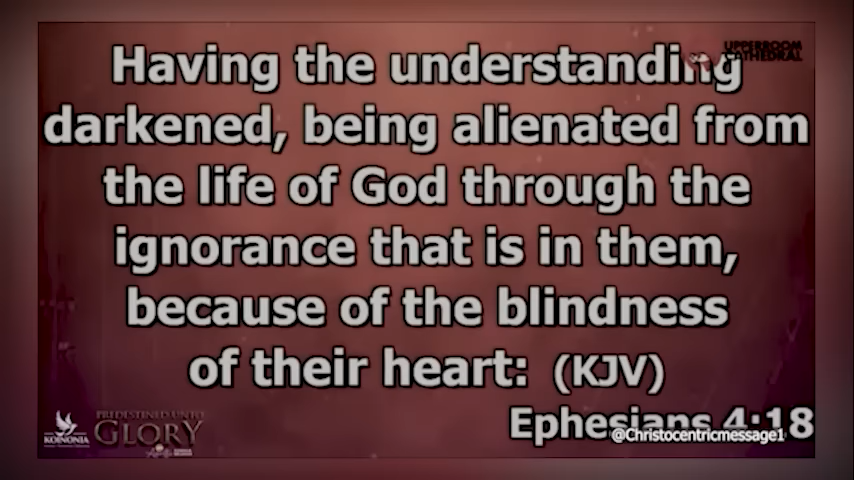 UPPERROOM
CATHEDRAL
Having the understanding
darkened, being alienated from
the life of God through the
ignorance that is in them,
because of the blindness
of their heart: (KJV)
Ephesians 4:18
@Christocentricmessage1
KOINONIA
PREDESTINED UNTO
GLORY